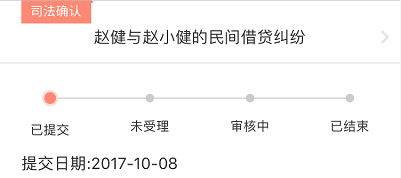 司法确认
赵健与赵小健的民间借贷纠纷
已提交 未受理 审核中 已结束
提交日期:2017-10-08